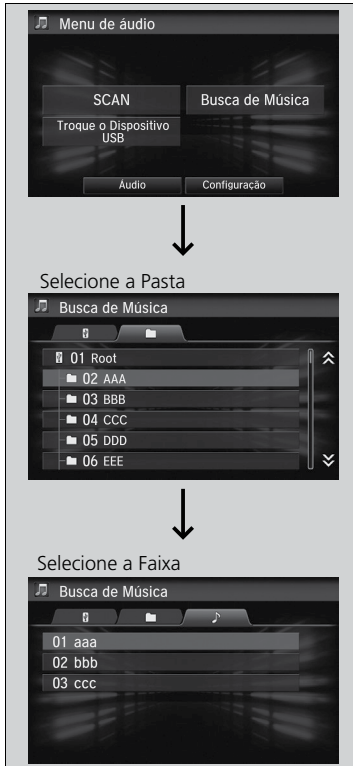 Menu de áudio
SCAN
Busca de Música
Troque o Dispositivo
USB
Áudio
Configuração
Selecione a Pasta
Busca de Música
01 Root
02 AAA
03 BBB
04 CCC
05 DDD
06 EEE
Selecione a Faixa
Busca de Música
01 aaa
02 bbb
03 ccc